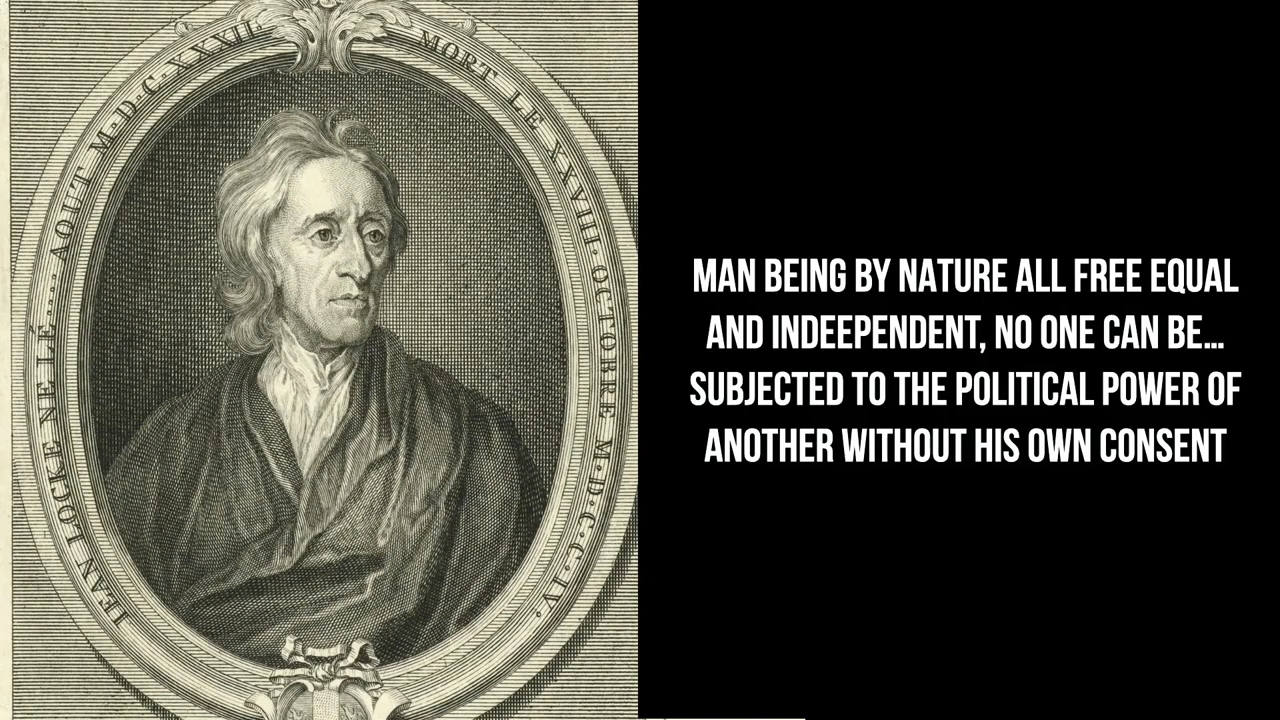 IEAN LOCKE NE LE.... AOUT M·D·C·XXXII.
MORT LE XXVIII·OCTOBRE M·D·C·C·IV.
MAN BEING BY NATURE ALL FREE EQUAL
AND INDEEPENDENT, NO ONE CAN BE...
SUBJECTED TO THE POLITICAL POWER OF
ANOTHER WITHOUT HIS OWN CONSENT